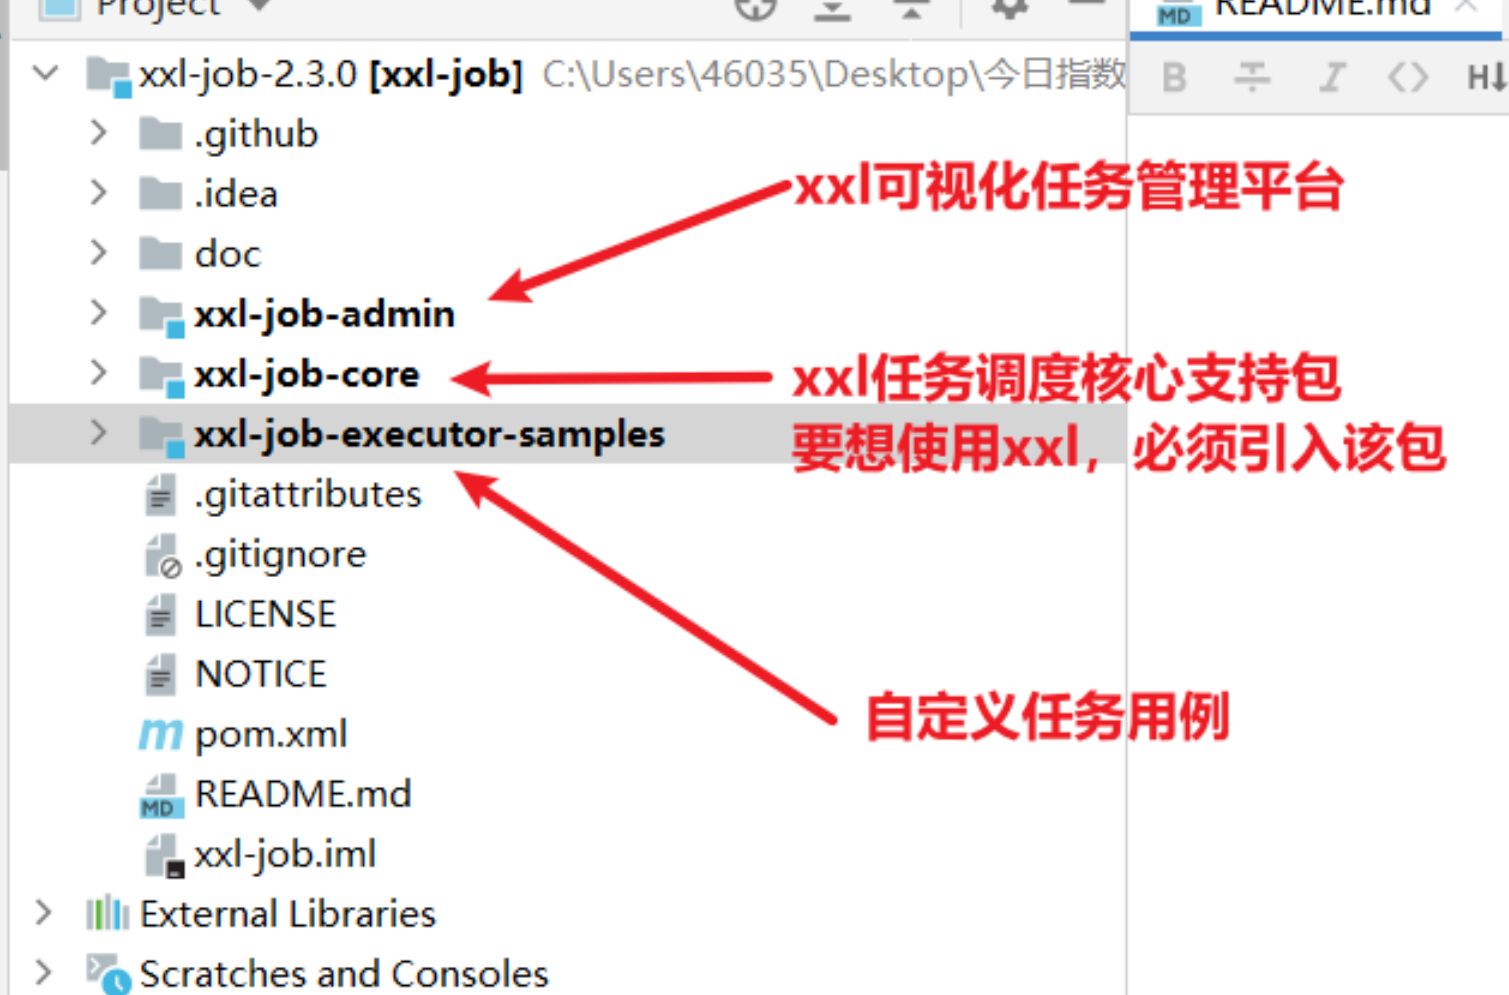 Project
README.md
xxl-job-2.3.0 [xxl-job] C:\Users\46035\Desktop\今日指数
B I <> H
.github
.idea
xxl可视化任务管理平台
doc
xxl-job-admin
xxl-job-core
xxl任务调度核心支持包
xxl-job-executor-samples
要想使用xxl，必须引入该包
.gitattributes
.gitignore
LICENSE
NOTICE
自定义任务用例
pom.xml
MD README.md
xxl-job.iml
External Libraries
Scratches and Consoles